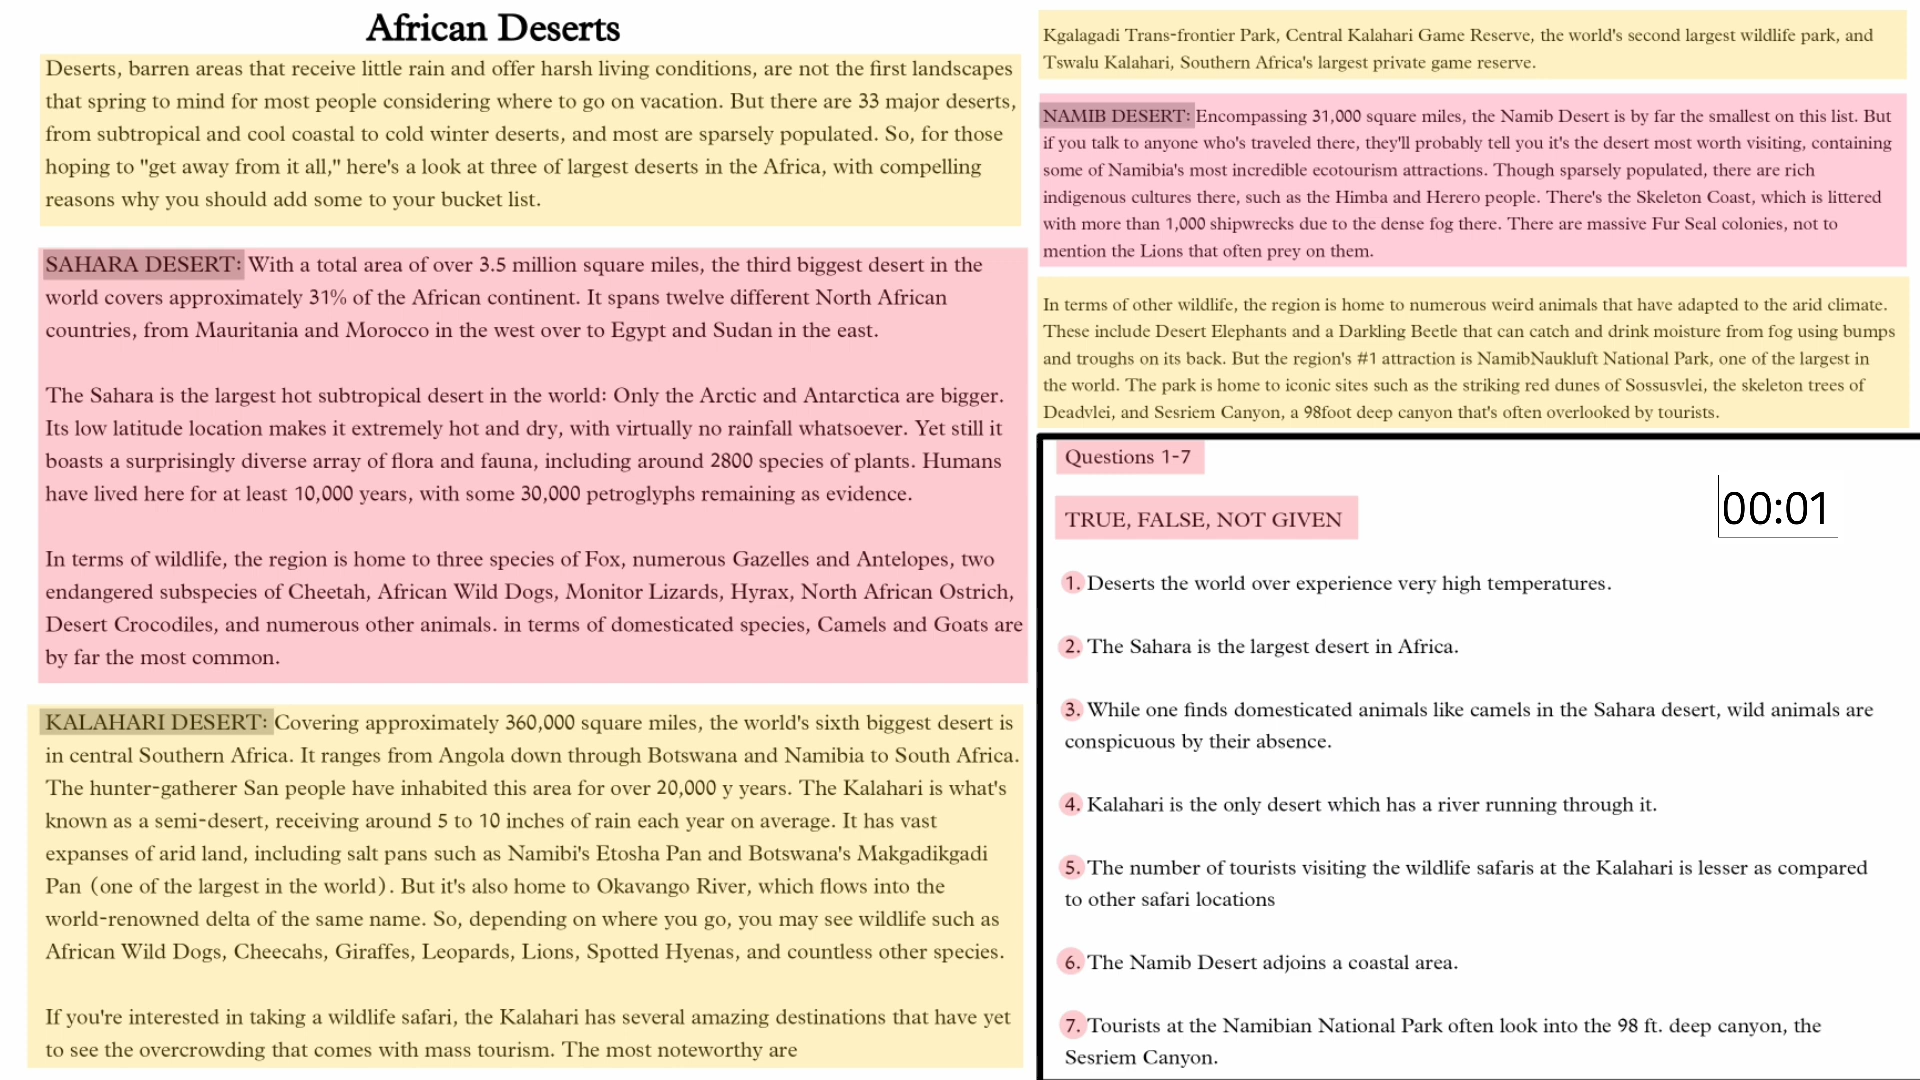 African Deserts
Deserts, barren areas that receive little rain and offer harsh living conditions, are not the first landscapes
that spring to mind for most people considering where to go on vacation. But there are 33 major deserts,
from subtropical and cool coastal to cold winter deserts, and most are sparsely populated. So, for those
hoping to "get away from it all," here's a look at three of largest deserts in the Africa, with compelling
reasons why you should add some to your bucket list.
SAHARA DESERT: With a total area of over 3.5 million square miles, the third biggest desert in the
world covers approximately 31% of the African continent. It spans twelve different North African
countries, from Mauritania and Morocco in the west over to Egypt and Sudan in the east.
The Sahara is the largest hot subtropical desert in the world: Only the Arctic and Antarctica are bigger.
Its low latitude location makes it extremely hot and dry, with virtually no rainfall whatsoever. Yet still it
boasts a surprisingly diverse array of flora and fauna, including around 2800 species of plants. Humans
have lived here for at least 10,000 years, with some 30,000 petroglyphs remaining as evidence.
In terms of wildlife, the region is home to three species of Fox, numerous Gazelles and Antelopes, two
endangered subspecies of Cheetah, African Wild Dogs, Monitor Lizards, Hyrax, North African Ostrich,
Desert Crocodiles, and numerous other animals. in terms of domesticated species, Camels and Goats are
by far the most common.
KALAHARI DESERT: Covering approximately 360,000 square miles, the world's sixth biggest desert is
in central Southern Africa. It ranges from Angola down through Botswana and Namibia to South Africa.
The hunter-gatherer San people have inhabited this area for over 20,000 y years. The Kalahari is what's
known as a semi-desert, receiving around 5 to 10 inches of rain each year on average. It has vast
expanses of arid land, including salt pans such as Namibi's Etosha Pan and Botswana's Makgadikgadi
Pan (one of the largest in the world). But it's also home to Okavango River, which flows into the
world-renowned delta of the same name. So, depending on where you go, you may see wildlife such as
African Wild Dogs, Cheecahs, Giraffes, Leopards, Lions, Spotted Hyenas, and countless other species.
If you're interested in taking a wildlife safari, the Kalahari has several amazing destinations that have yet
to see the overcrowding that comes with mass tourism. The most noteworthy are
Kgalagadi Trans-frontier Park, Central Kalahari Game Reserve, the world's second largest wildlife park, and
Tswalu Kalahari, Southern Africa's largest private game reserve.
NAMIB DESERT: Encompassing 31,000 square miles, the Namib Desert is by far the smallest on this list. But
if you talk to anyone who's traveled there, they'll probably tell you it's the desert most worth visiting, containing
some of Namibia's most incredible ecotourism attractions. Though sparsely populated, there are rich
indigenous cultures there, such as the Himba and Herero people. There's the Skeleton Coast, which is littered
with more than 1,000 shipwrecks due to the dense fog there. There are massive Fur Seal colonies, not to
mention the Lions that often prey on them.
In terms of other wildlife, the region is home to numerous weird animals that have adapted to the arid climate.
These include Desert Elephants and a Darkling Beetle that can catch and drink moisture from fog using bumps
and troughs on its back. But the region's #1 attraction is NamibNaukluft National Park, one of the largest in
the world. The park is home to iconic sites such as the striking red dunes of Sossusvlei, the skeleton trees of
Deadvlei, and Sesriem Canyon, a 98foot deep canyon that's often overlooked by tourists.
Questions 1-7
00:01
TRUE, FALSE, NOT GIVEN
1. Deserts the world over experience very high temperatures.
2. The Sahara is the largest desert in Africa.
3. While one finds domesticated animals like camels in the Sahara desert, wild animals are
conspicuous by their absence.
4. Kalahari is the only desert which has a river running through it.
5. The number of tourists visiting the wildlife safaris at the Kalahari is lesser as compared
to other safari locations
6. The Namib Desert adjoins a coastal area.
7. Tourists at the Namibian National Park often look into the 98 ft. deep canyon, the
Sesriem Canyon.